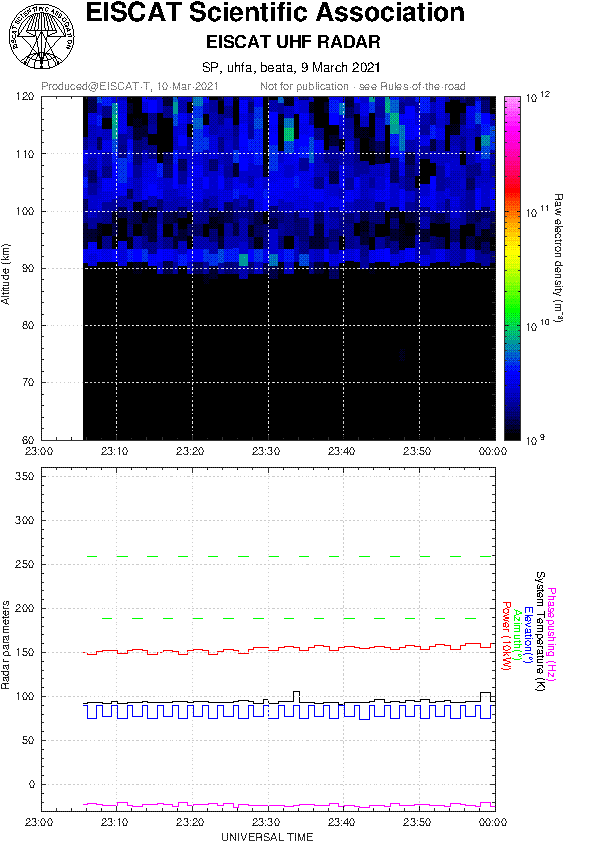 EISCAT SCIENTIFIC ASSOCIATION
EISCAT Scientific Association
EISCAT UHF RADAR
SP, uhfa, beata, 9 March 2021
Produced@EISCAT-T, 10-Mar-2021 Not for publication - see Rules-of-the-road
120
110
100
90
80
70
60
Altitude (km)
23:00 23:10 23:20 23:30 23:40 23:50 00:00
10^12
10^11
10^10
10^9
Raw electron density (m^-3)
350
300
250
200
150
100
50
0
Radar parameters
23:00 23:10 23:20 23:30 23:40 23:50 00:00
UNIVERSAL TIME
Phasepushing (Hz)
System Temperature (K)
Elevation(°)
Azimuth(°)
Power (10kW)